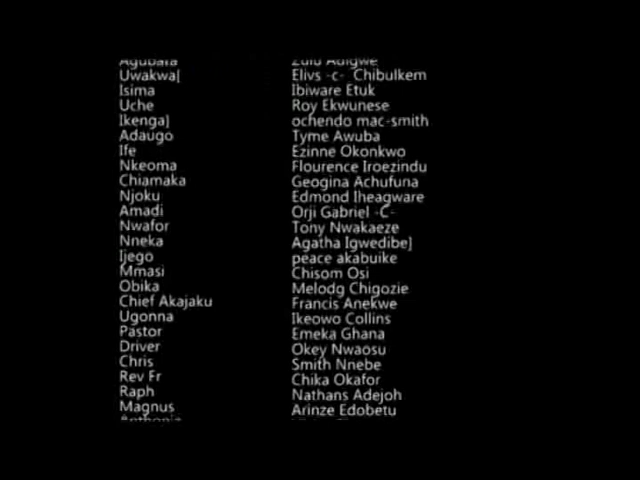 Agubara Zulu Adigwe
Uwakwa[ Elivs -c- Chibulkem
Isima Ibiware Etuk
Uche Roy Ekwunese
Ikenga] ochendo mac-smith
Adaugo Tyme Awuba
Ife Ezinne Okonkwo
Nkeoma Flourence Iroezindu
Chiamaka Geogina Achufuna
Njoku Edmond Iheagware
Amadi Orji Gabriel -C-
Nwafor Tony Nwakaeze
Nneka Agatha Igwedibe]
Ijego peace akabuike
Mmasi Chisom Osi
Obika Melodg Chigozie
Chief Akajaku Francis Anekwe
Ugonna Ikeowo Collins
Pastor Emeka Ghana
Driver Okey Nwaosu
Chris Smith Nnebe
Rev Fr Chika Okafor
Raph Nathans Adejoh
Magnus Arinze Edobetu